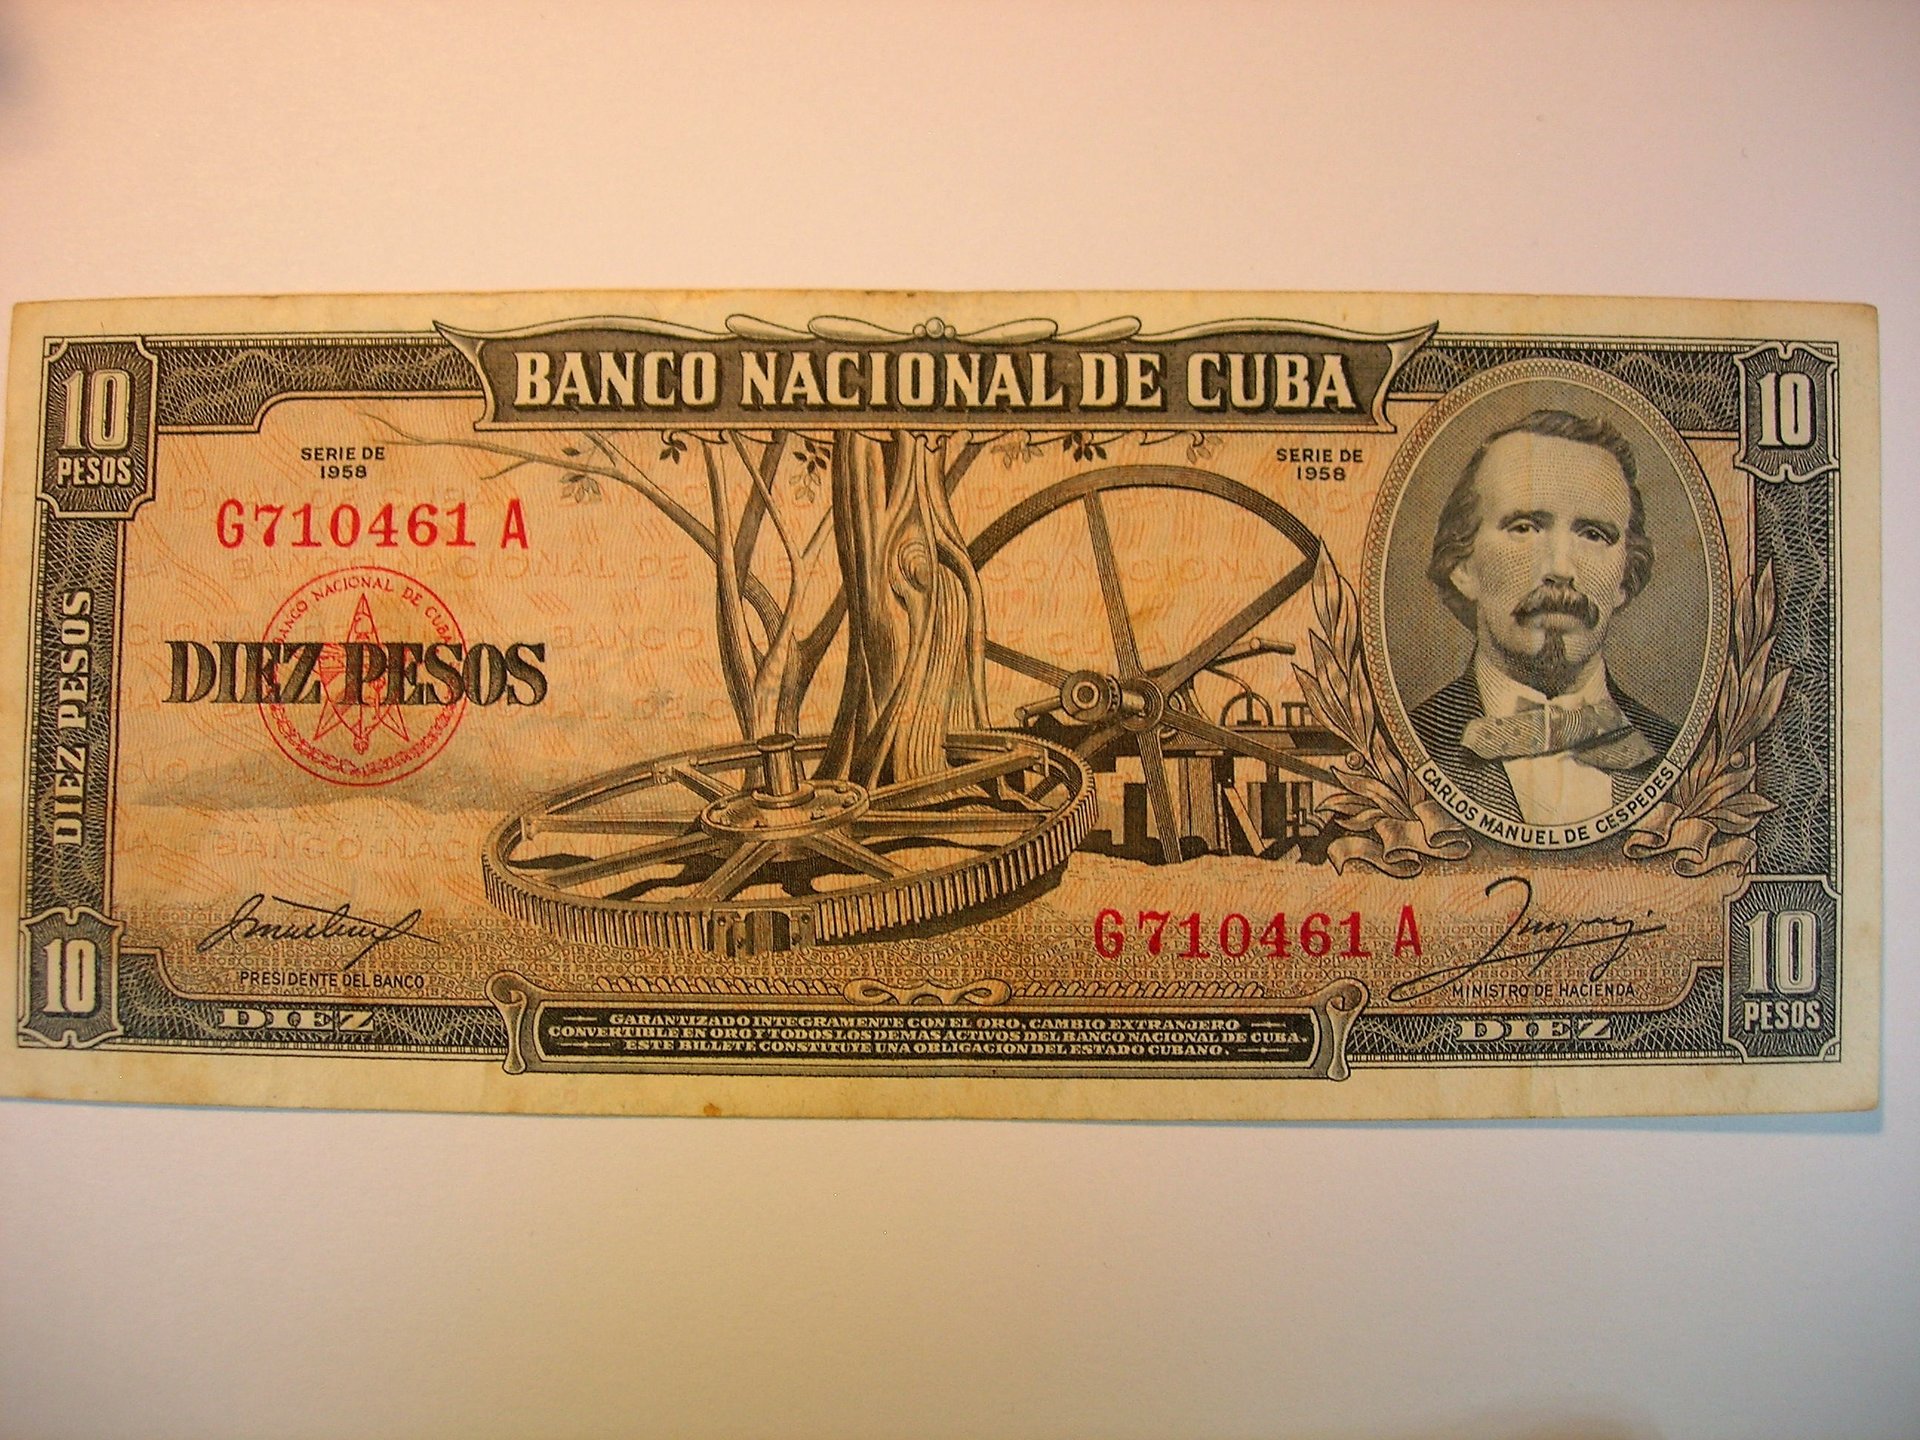 BANCO NACIONAL DE CUBA
10
PESOS
10
SERIE DE
1958
SERIE DE
1958
G710461 A
BANCO NACIONAL DE CUBA
DIEZ PESOS
DIEZ PESOS
CARLOS MANUEL DE CESPEDES
G710461 A
PRESIDENTE DEL BANCO
MINISTRO DE HACIENDA
10
10
PESOS
DIEZ
DIEZ
GARANTIZADO INTEGRAMENTE CON EL ORO, CAMBIO EXTRANJERO
CONVERTIBLE EN ORO Y TODOS LOS DEMAS ACTIVOS DEL BANCO NACIONAL DE CUBA.
ESTE BILLETE CONSTITUYE UNA OBLIGACION DEL ESTADO CUBANO.